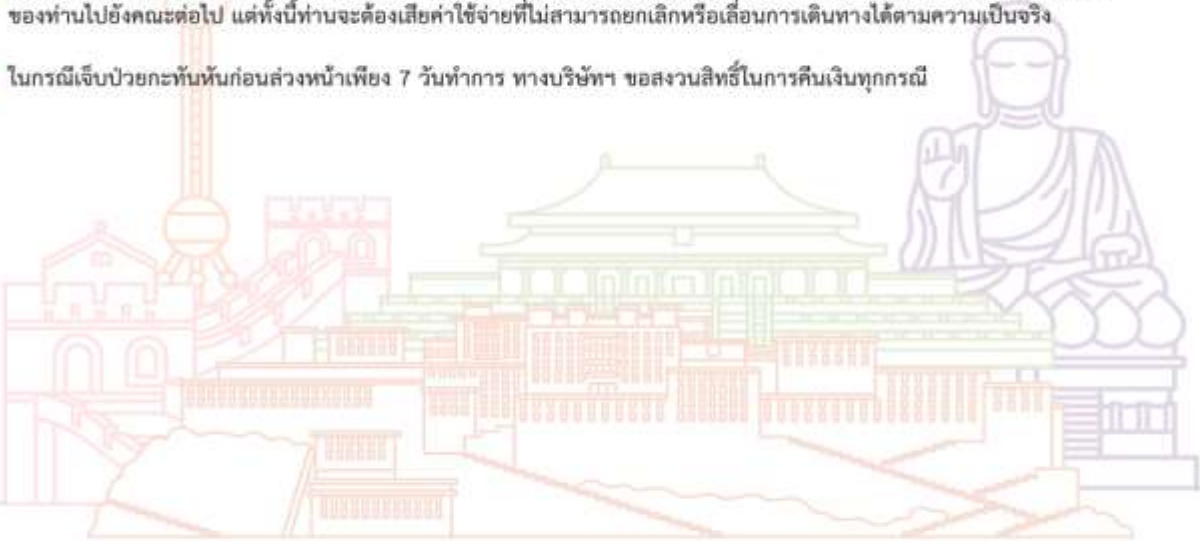 ของท่านไปยังคณะต่อไป แต่ทั้งนี้ท่านจะต้องเสียค่าใช้จ่ายที่ไม่สามารถยกเลิกหรือเลื่อนการเดินทางได้ตามความเป็นจริง
ในกรณีเจ็บป่วยกะทันหันก่อนล่วงหน้าเพียง 7 วันทำการ ทางบริษัทฯ ขอสงวนสิทธิ์ในการคืนเงินทุกกรณี